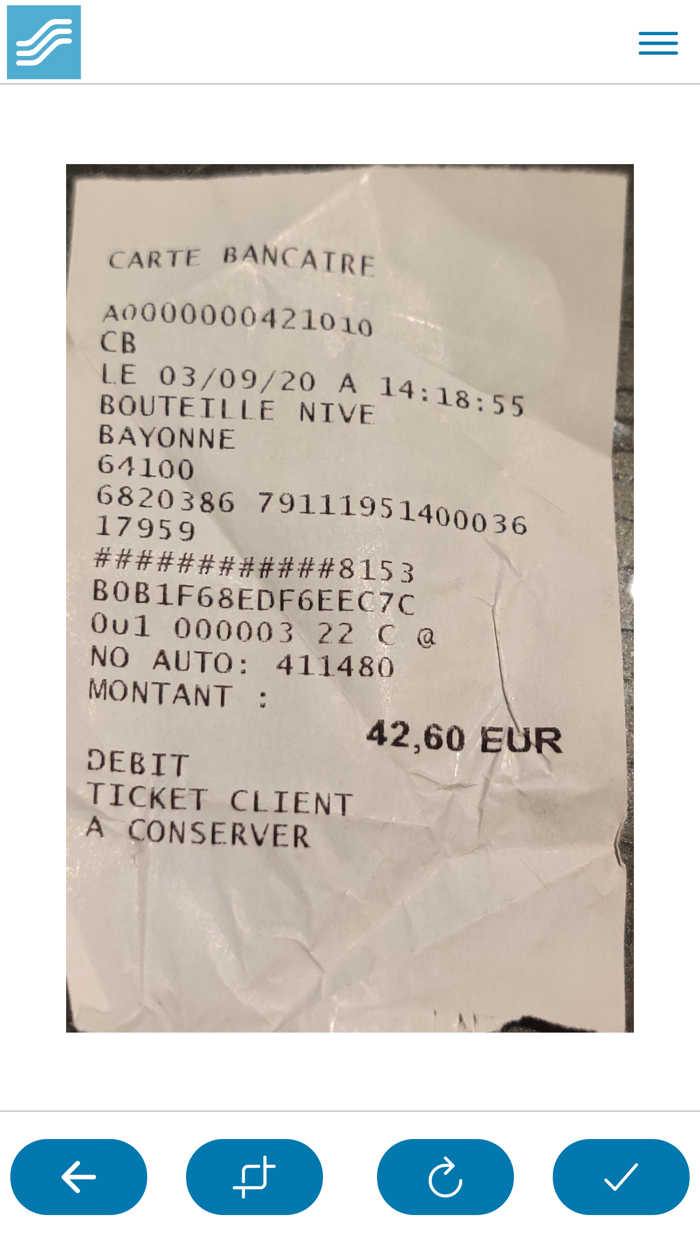 CARTE BANCAIRE
A0000000421010
CB
LE 03/09/20 A 14:18:55
BOUTEILLE NIVE
BAYONNE
64100
6820386 79111951400036
17959
############8153
B0B1F68EDF6EEC7C
001 000003 22 C @
NO AUTO: 411480
MONTANT :
42,60 EUR
DEBIT
TICKET CLIENT
A CONSERVER